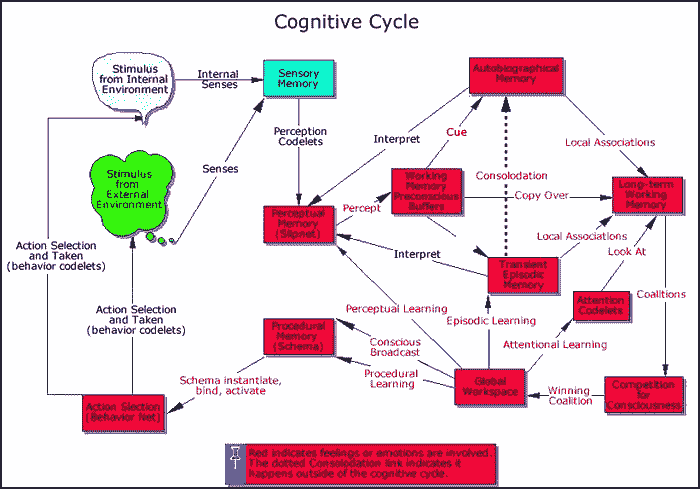 Cognitive Cycle
Stimulus
from Internal
Environment
Internal
Senses
Sensory
Memory
Autobiographical
Memory
Perception
Codelets
Interpret
Cue
Local Associations
Stimulus
from
External
Environment
Senses
Working
Memory
Preconscious
Buffers
Consolodation
Copy Over
Long-term
Working
Memory
Percept
Perceptual
Memory
(Slipnet)
Local Associations
Interpret
Look At
Transient
Episodic
Memory
Action Selection
and Taken
(behavior codelets)
Action Selection
and Taken
(behavior codelets)
Perceptual Learning
Episodic Learning
Attention
Codelets
Coalitions
Procedural
Memory
(Schema)
Conscious
Broadcast
Attentional Learning
Procedural
Learning
Schema instantiate,
bind, activate
Global
Workspace
Winning
Coalition
Competition
for
Consciousness
Action Slection
(Behavior Net)
Red indicates feelings or emotions are involved.
The dotted Consolodation link indicates it
happens outside of the cognitive cycle.